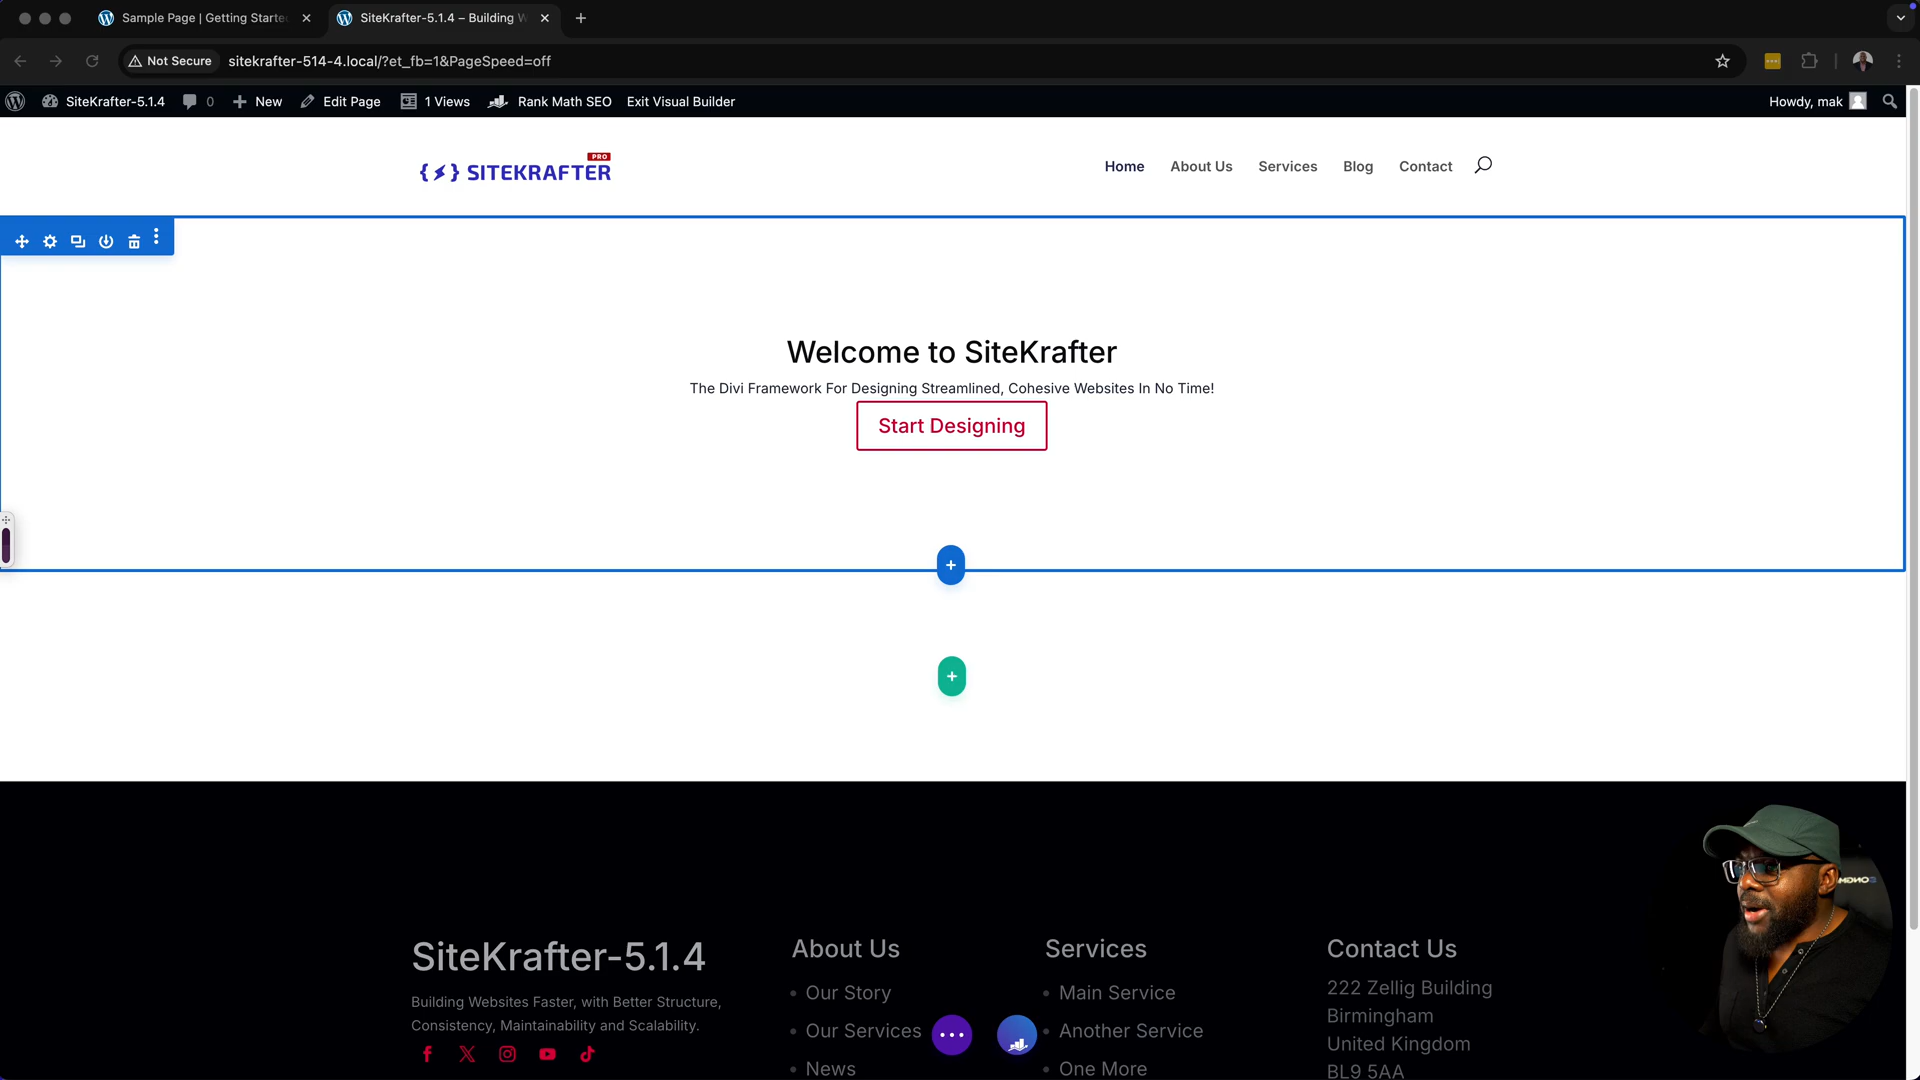 Sample Page | Getting Starte
SiteKrafter-5.1.4 – Building W
Not Secure
sitekrafter-514-4.local/?et_fb=1&PageSpeed=off
SiteKrafter-5.1.4
0
New
Edit Page
1 Views
Rank Math SEO
Exit Visual Builder
Howdy, mak
PRO
{ } SITEKRAFTER
Home
About Us
Services
Blog
Contact
Welcome to SiteKrafter
The Divi Framework For Designing Streamlined, Cohesive Websites In No Time!
Start Designing
SiteKrafter-5.1.4
Building Websites Faster, with Better Structure,
Consistency, Maintainability and Scalability.
About Us
Our Story
Our Services
News
Services
Main Service
Another Service
One More
Contact Us
222 Zellig Building
Birmingham
United Kingdom
BL9 5AA